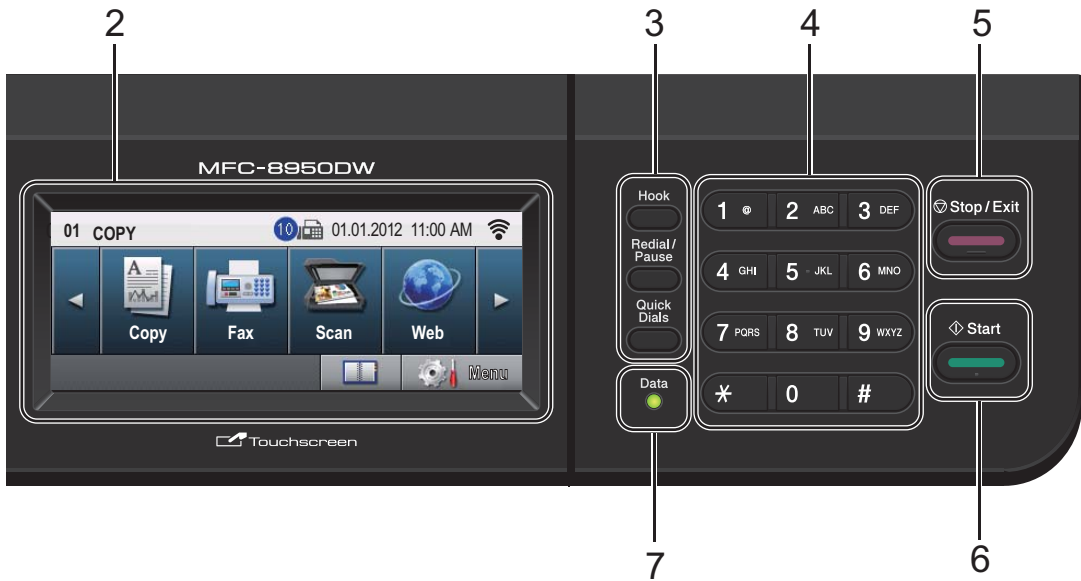 2 3 4 5
MFC-8950DW
01 COPY 10 01.01.2012 11:00 AM
Copy Fax Scan Web
Menu
Touchscreen
Hook
Redial /
Pause
Quick
Dials
Data
1 @ 2 ABC 3 DEF
4 GHI 5 JKL 6 MNO
7 PQRS 8 TUV 9 WXYZ
* 0 #
Stop / Exit
Start
7 6